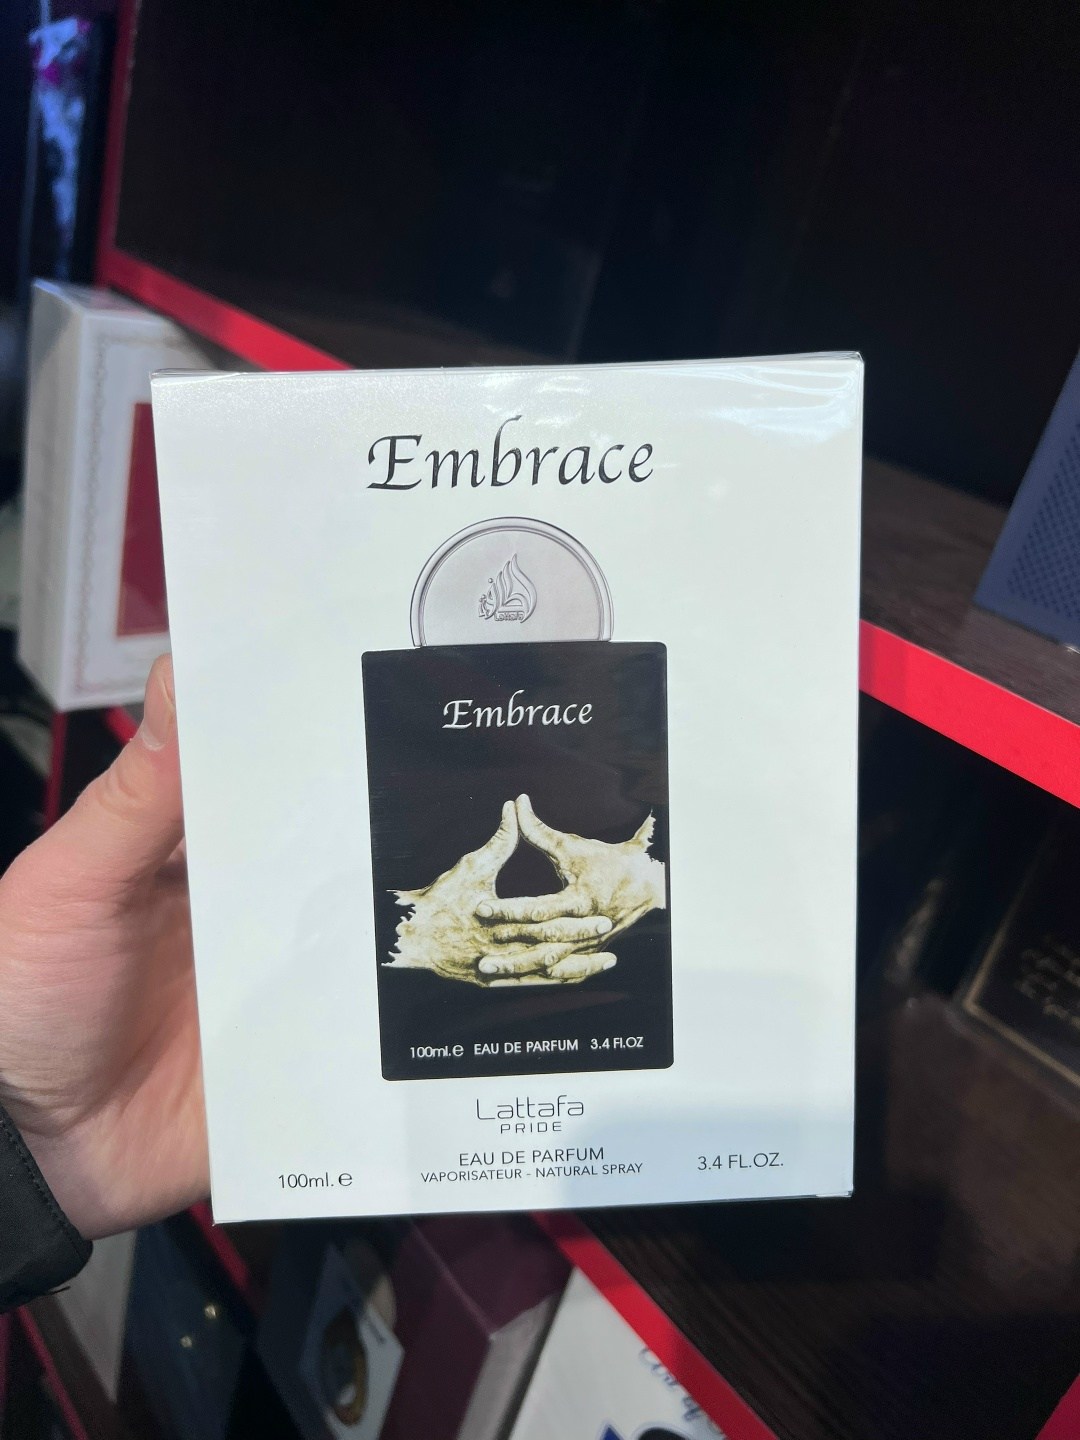 Embrace
Lattafa
Embrace
100ml.e EAU DE PARFUM 3.4 Fl.OZ
Lattafa
PRIDE
EAU DE PARFUM
VAPORISATEUR - NATURAL SPRAY
100ml. e
3.4 FL.OZ.